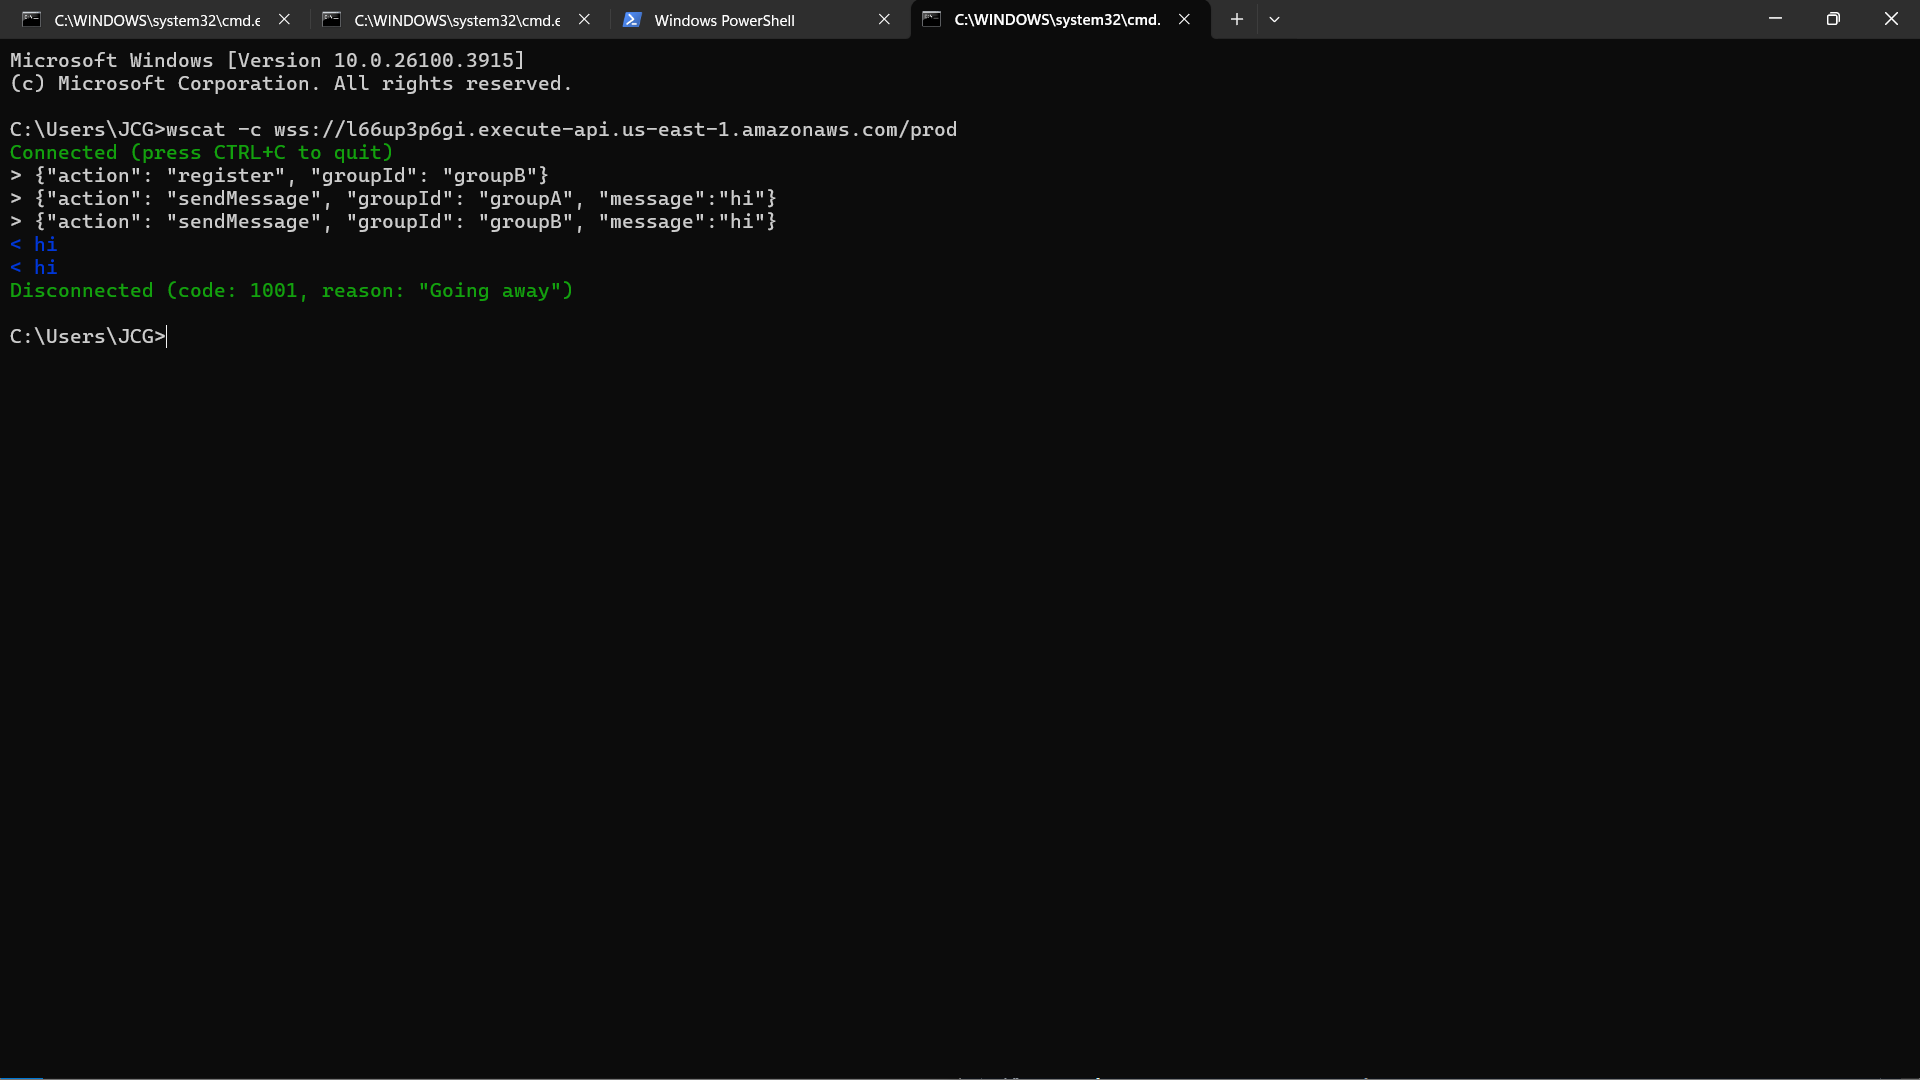 C:\WINDOWS\system32\cmd.e
C:\WINDOWS\system32\cmd.e
Windows PowerShell
C:\WINDOWS\system32\cmd.
Microsoft Windows [Version 10.0.26100.3915]
(c) Microsoft Corporation. All rights reserved.
C:\Users\JCG>wscat -c wss://l66up3p6gi.execute-api.us-east-1.amazonaws.com/prod
Connected (press CTRL+C to quit)
> {"action": "register", "groupId": "groupB"}
> {"action": "sendMessage", "groupId": "groupA", "message":"hi"}
> {"action": "sendMessage", "groupId": "groupB", "message":"hi"}
< hi
< hi
Disconnected (code: 1001, reason: "Going away")
C:\Users\JCG>